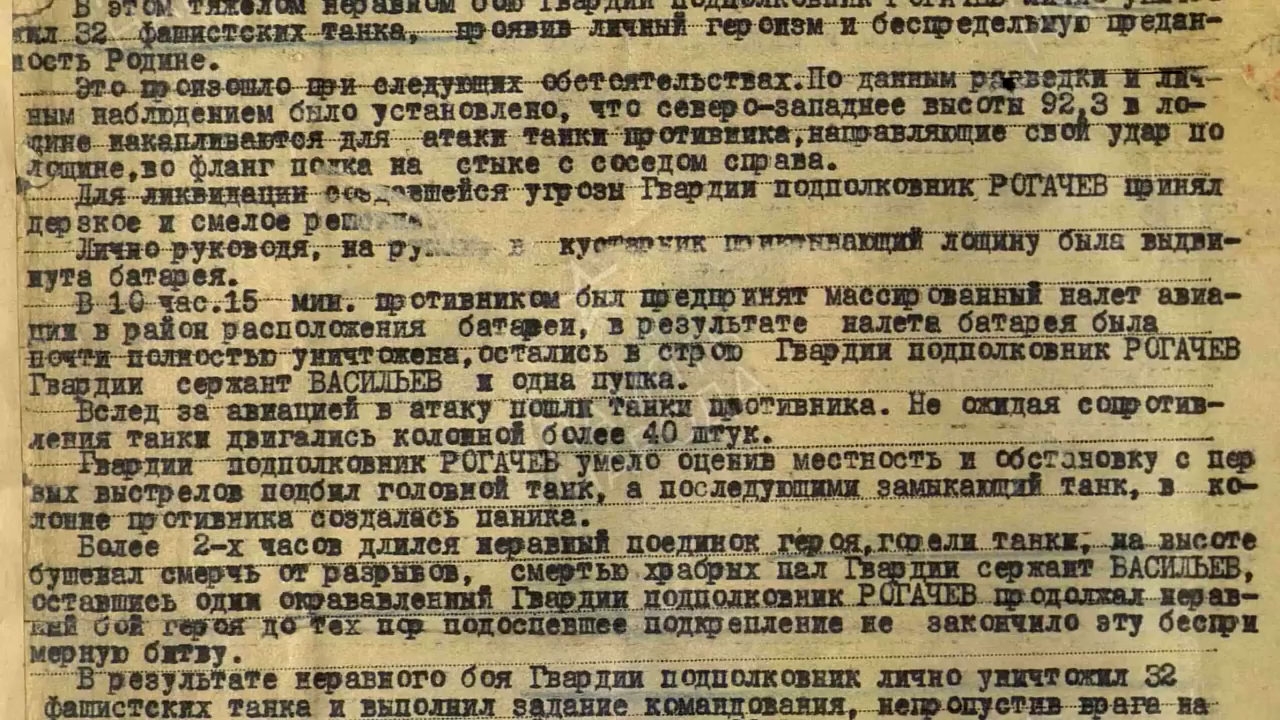 В этом тяжелом неравном бою Гвардии подполковник РОГАЧЕВ лично уничто-
жил 32 фашистских танка, проявив личный героизм и беспредельную предан-
ность Родине.
Это произошло при следующих обстоятельствах.По данным разведки и лич-
ным наблюдением было установлено, что северо-западнее высоты 92,3 в ло-
щине накапливаются для атаки танки противника,направляющие свой удар по
лощине,во фланг полка на стыке с соседом справа.
Для ликвидации создавшейся угрозы Гвардии подполковник РОГАЧЕВ принял
дерзкое и смелое решение.
Лично руководя, на руках в кустарник прикрывающий лощину была выдви-
нута батарея.
В 10 час.15 мин. противником был предпринят массированный налет авиа-
ции в район расположения батареи, в результате налета батарея была
почти полностью уничтожена,остались в строю Гвардии подполковник РОГАЧЕВ
Гвардии сержант ВАСИЛЬЕВ и одна пушка.
Вслед за авиацией в атаку пошли танки противника. Не ожидая сопротив-
ления танки двигались колонной более 40 штук.
Гвардии подполковник РОГАЧЕВ умело оценив местность и обстановку с пер
вых выстрелов подбил головной танк, а последующими замыкающий танк, в ко-
лонне противника создалась паника.
Более 2-х часов длился неравный поединок героя,горели танки, на высоте
бушевал смерчь от разрывов, смертью храбрых пал Гвардии сержант ВАСИЛЬЕВ,
оставшись один окрававленный Гвардии подполковник РОГАЧЕВ продолжал нерав-
ный бой героя до тех пор подоспевшее подкрепление не закончило эту беспри
мерную битву.
В результате неравного боя Гвардии подполковник лично уничтожил 32
фашистских танка и выполнил задание командования, непропустив врага на